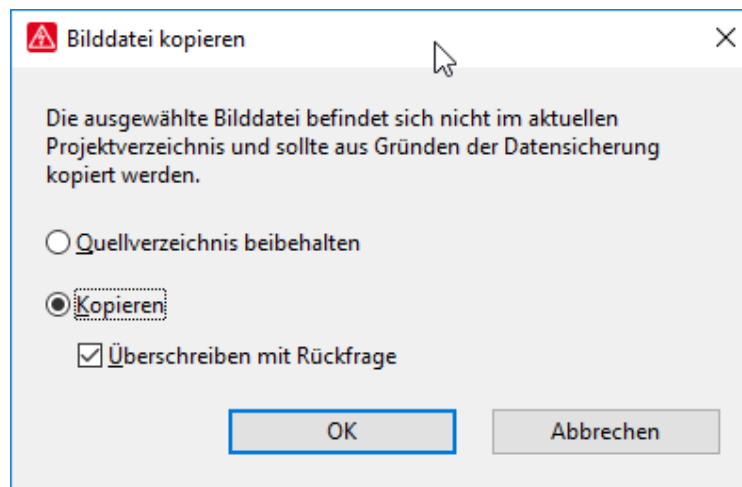 Bilddatei kopieren
Die ausgewählte Bilddatei befindet sich nicht im aktuellen
Projektverzeichnis und sollte aus Gründen der Datensicherung
kopiert werden.
Quellverzeichnis beibehalten
Kopieren
Überschreiben mit Rückfrage
OK Abbrechen